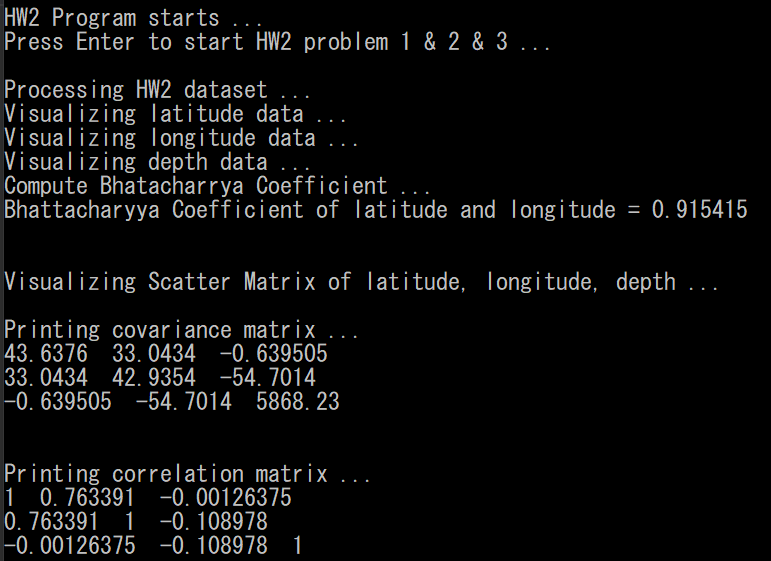 HW2 Program starts ...
Press Enter to start HW2 problem 1 & 2 & 3 ...
Processing HW2 dataset ...
Visualizing latitude data ...
Visualizing longitude data ...
Visualizing depth data ...
Compute Bhatacharrya Coefficient ...
Bhattacharyya Coefficient of latitude and longitude = 0.915415
Visualizing Scatter Matrix of latitude, longitude, depth ...
Printing covariance matrix ...
43.6376 33.0434 -0.639505
33.0434 42.9354 -54.7014
-0.639505 -54.7014 5868.23
Printing correlation matrix ...
1 0.763391 -0.00126375
0.763391 1 -0.108978
-0.00126375 -0.108978 1